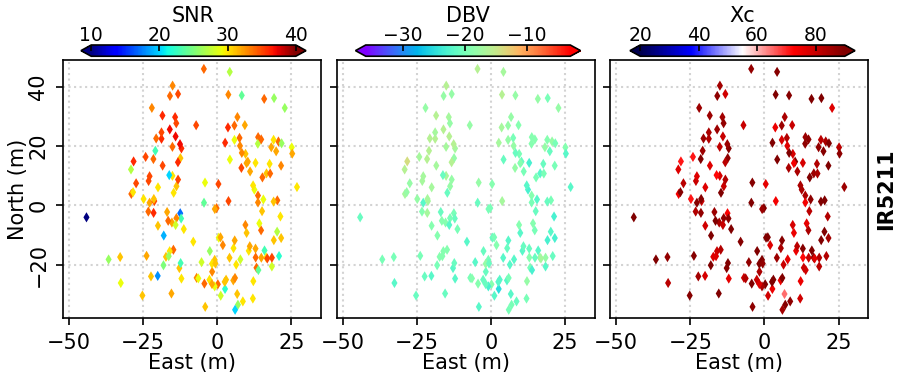 SNR DBV Xc
10 20 30 40 −30 −20 −10 20 40 60 80
40
20
0
−20
North (m)
−50 −25 0 25 −50 −25 0 25 −50 −25 0 25
East (m) East (m) East (m)
IR5211